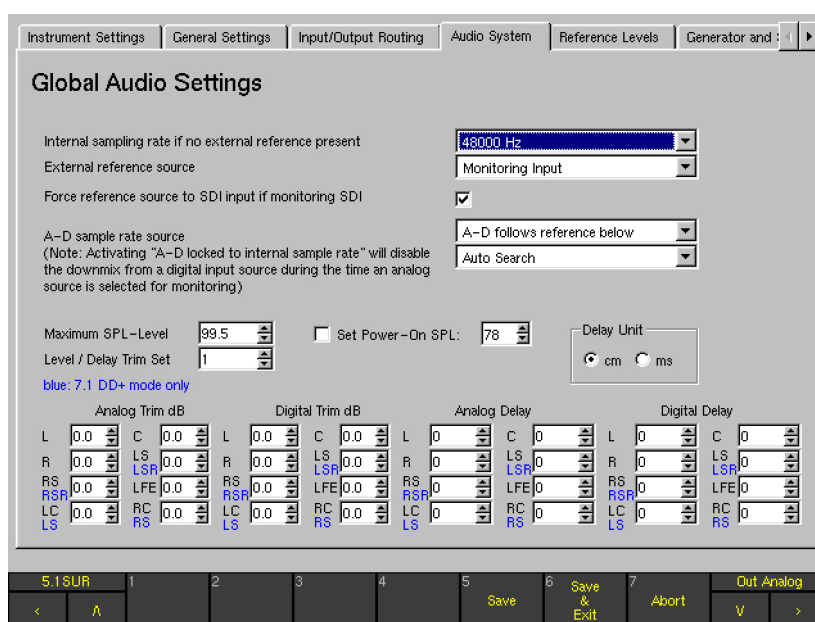 Instrument Settings General Settings Input/Output Routing Audio System Reference Levels Generator and
Global Audio Settings
Internal sampling rate if no external reference present 48000 Hz
External reference source Monitoring Input
Force reference source to SDI input if monitoring SDI
A-D sample rate source A-D follows reference below
(Note: Activating "A-D locked to internal sample rate" will disable
the downmix from a digital input source during the time an analog
source is selected for monitoring)
Auto Search
Maximum SPL-Level 99.5 Set Power-On SPL: 78 Delay Unit
Level / Delay Trim Set 1 cm ms
blue: 7.1 DD+ mode only
Analog Trim dB Digital Trim dB Analog Delay Digital Delay
L 0.0 C 0.0 L 0.0 C 0.0 L 0 C 0 L 0 C 0
R 0.0 LS LSR 0.0 R 0.0 LS LSR 0.0 R 0 LS LSR 0 R 0 LS LSR 0
RS RSR 0.0 LFE 0.0 RS RSR 0.0 LFE 0.0 RS RSR 0 LFE 0 RS RSR 0 LFE 0
LC LS 0.0 RC RS 0.0 LC LS 0.0 RC RS 0.0 LC LS 0 RC RS 0 LC LS 0 RC RS 0
5.1SUR 1 2 3 4 5 Save 6 Save & Exit 7 Abort Out Analog
< Λ V >